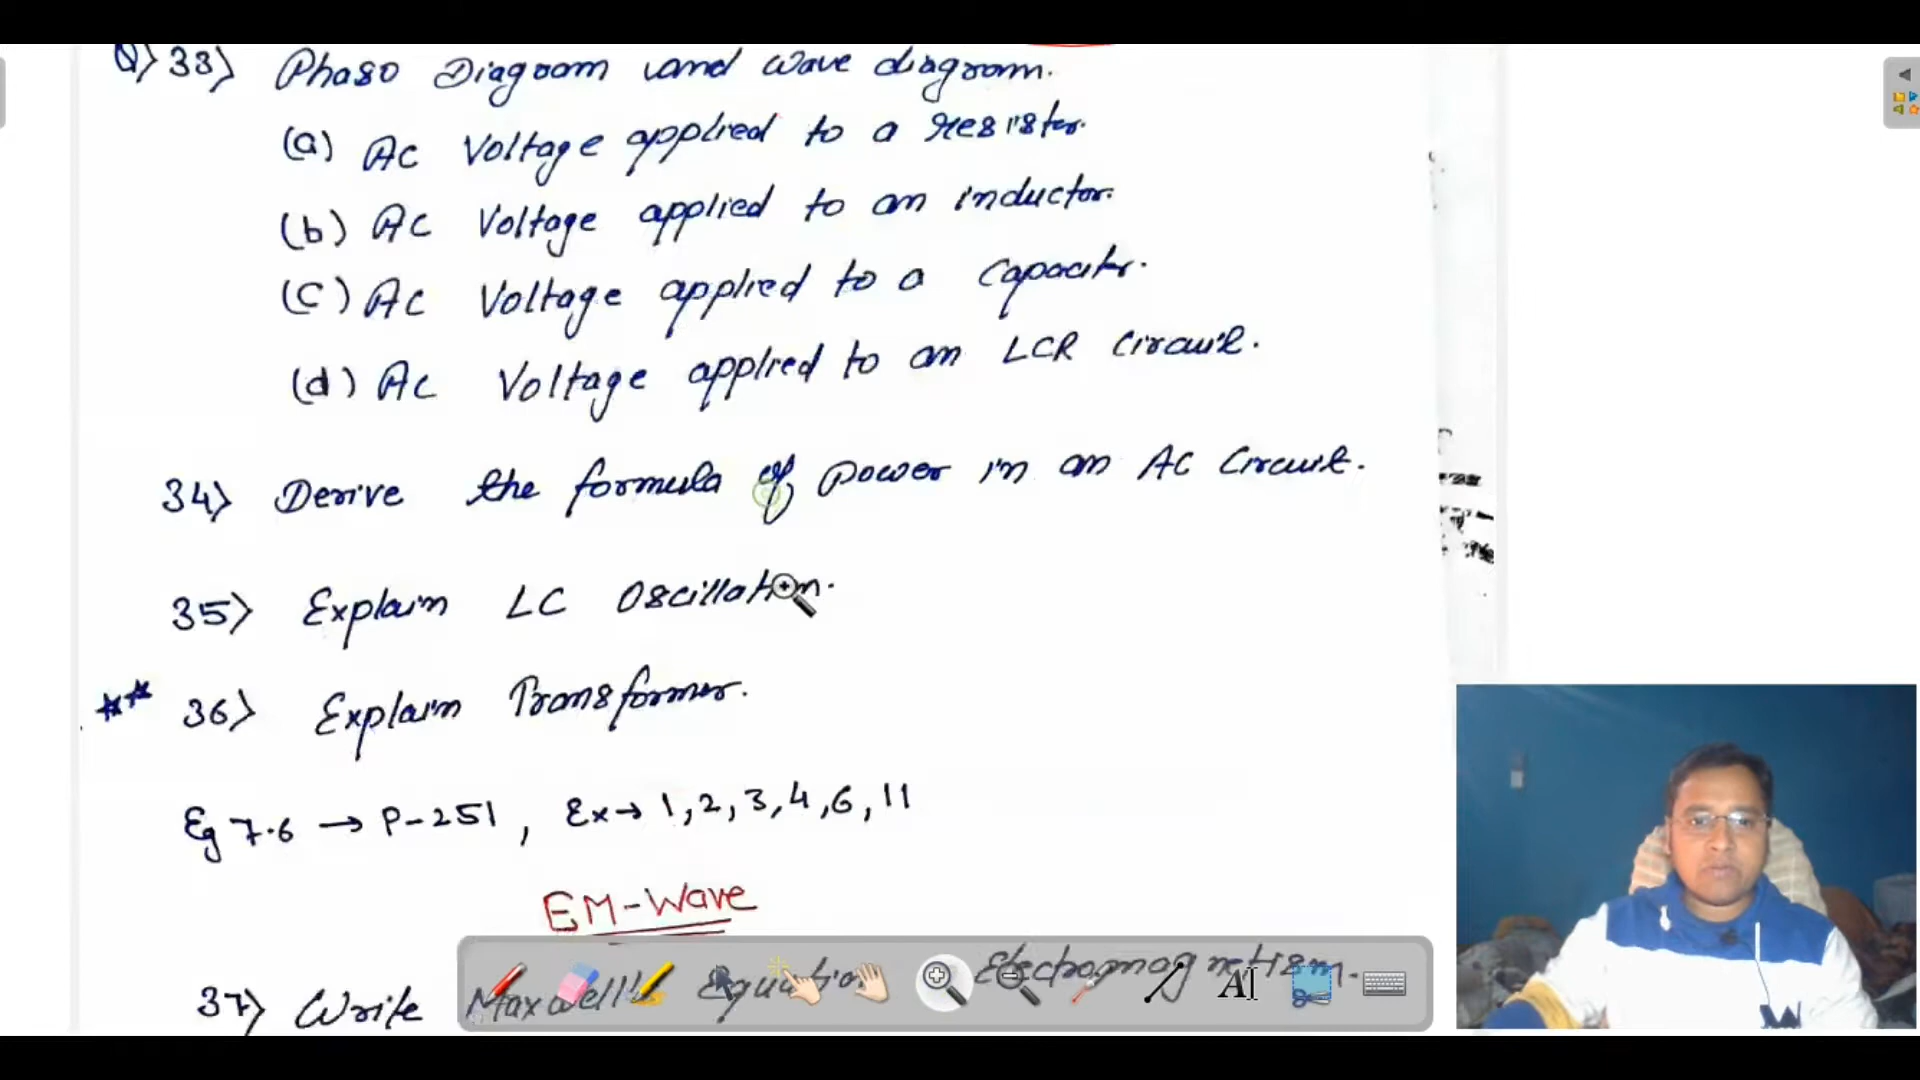 Q) 33) Phaso Diagram and wave diagram.
(a) AC Voltage applied to a resister.
(b) AC Voltage applied to an inductor.
(c) AC Voltage applied to a Capacitr.
(d) AC Voltage applied to an LCR Circuit.
34) Derive the formula of power in an AC Circuit.
35) Explain LC Oscillation.
** 36) Explain Transformer.
Eg 7.6 → P-251, Ex→ 1,2,3,4,6,11
EM-Wave
37) Write Maxwell's Equation Electromagnetism.